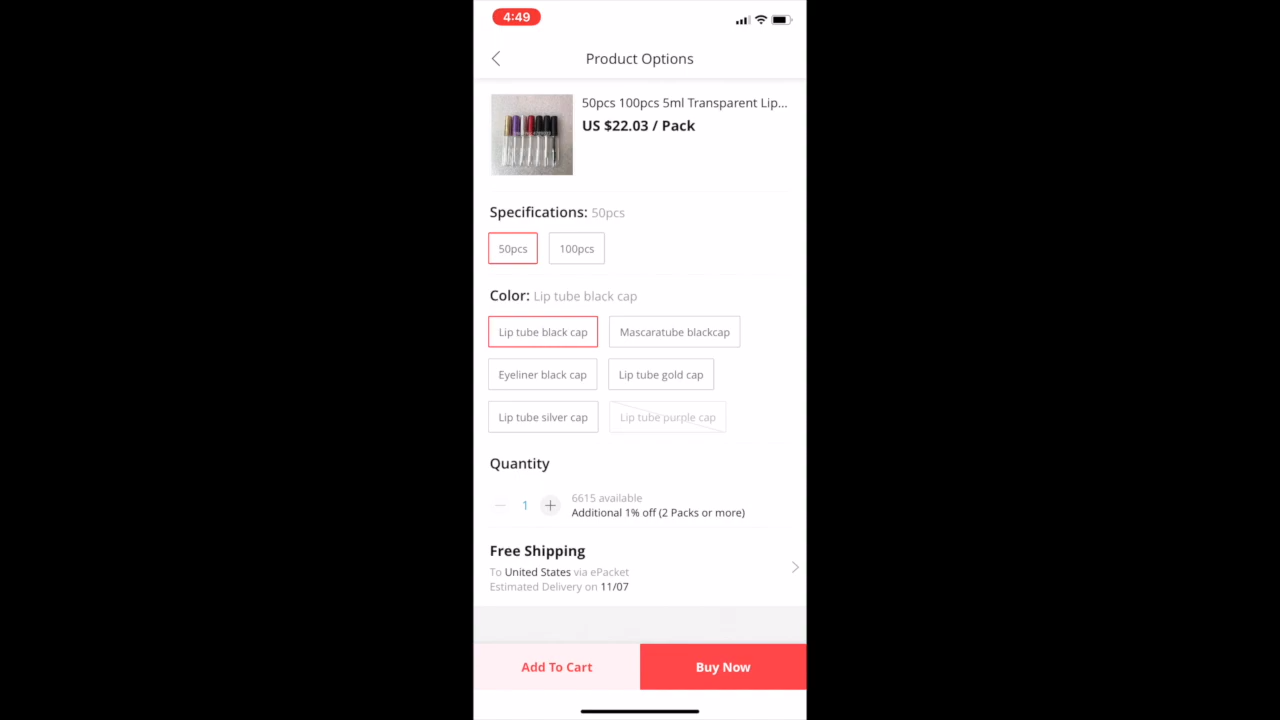 4:49
Product Options
50pcs 100pcs 5ml Transparent Lip...
US $22.03 / Pack
Specifications: 50pcs
50pcs 100pcs
Color: Lip tube black cap
Lip tube black cap Mascaratube blackcap
Eyeliner black cap Lip tube gold cap
Lip tube silver cap Lip tube purple cap
Quantity
1
6615 available
Additional 1% off (2 Packs or more)
Free Shipping
To United States via ePacket
Estimated Delivery on 11/07
Add To Cart Buy Now